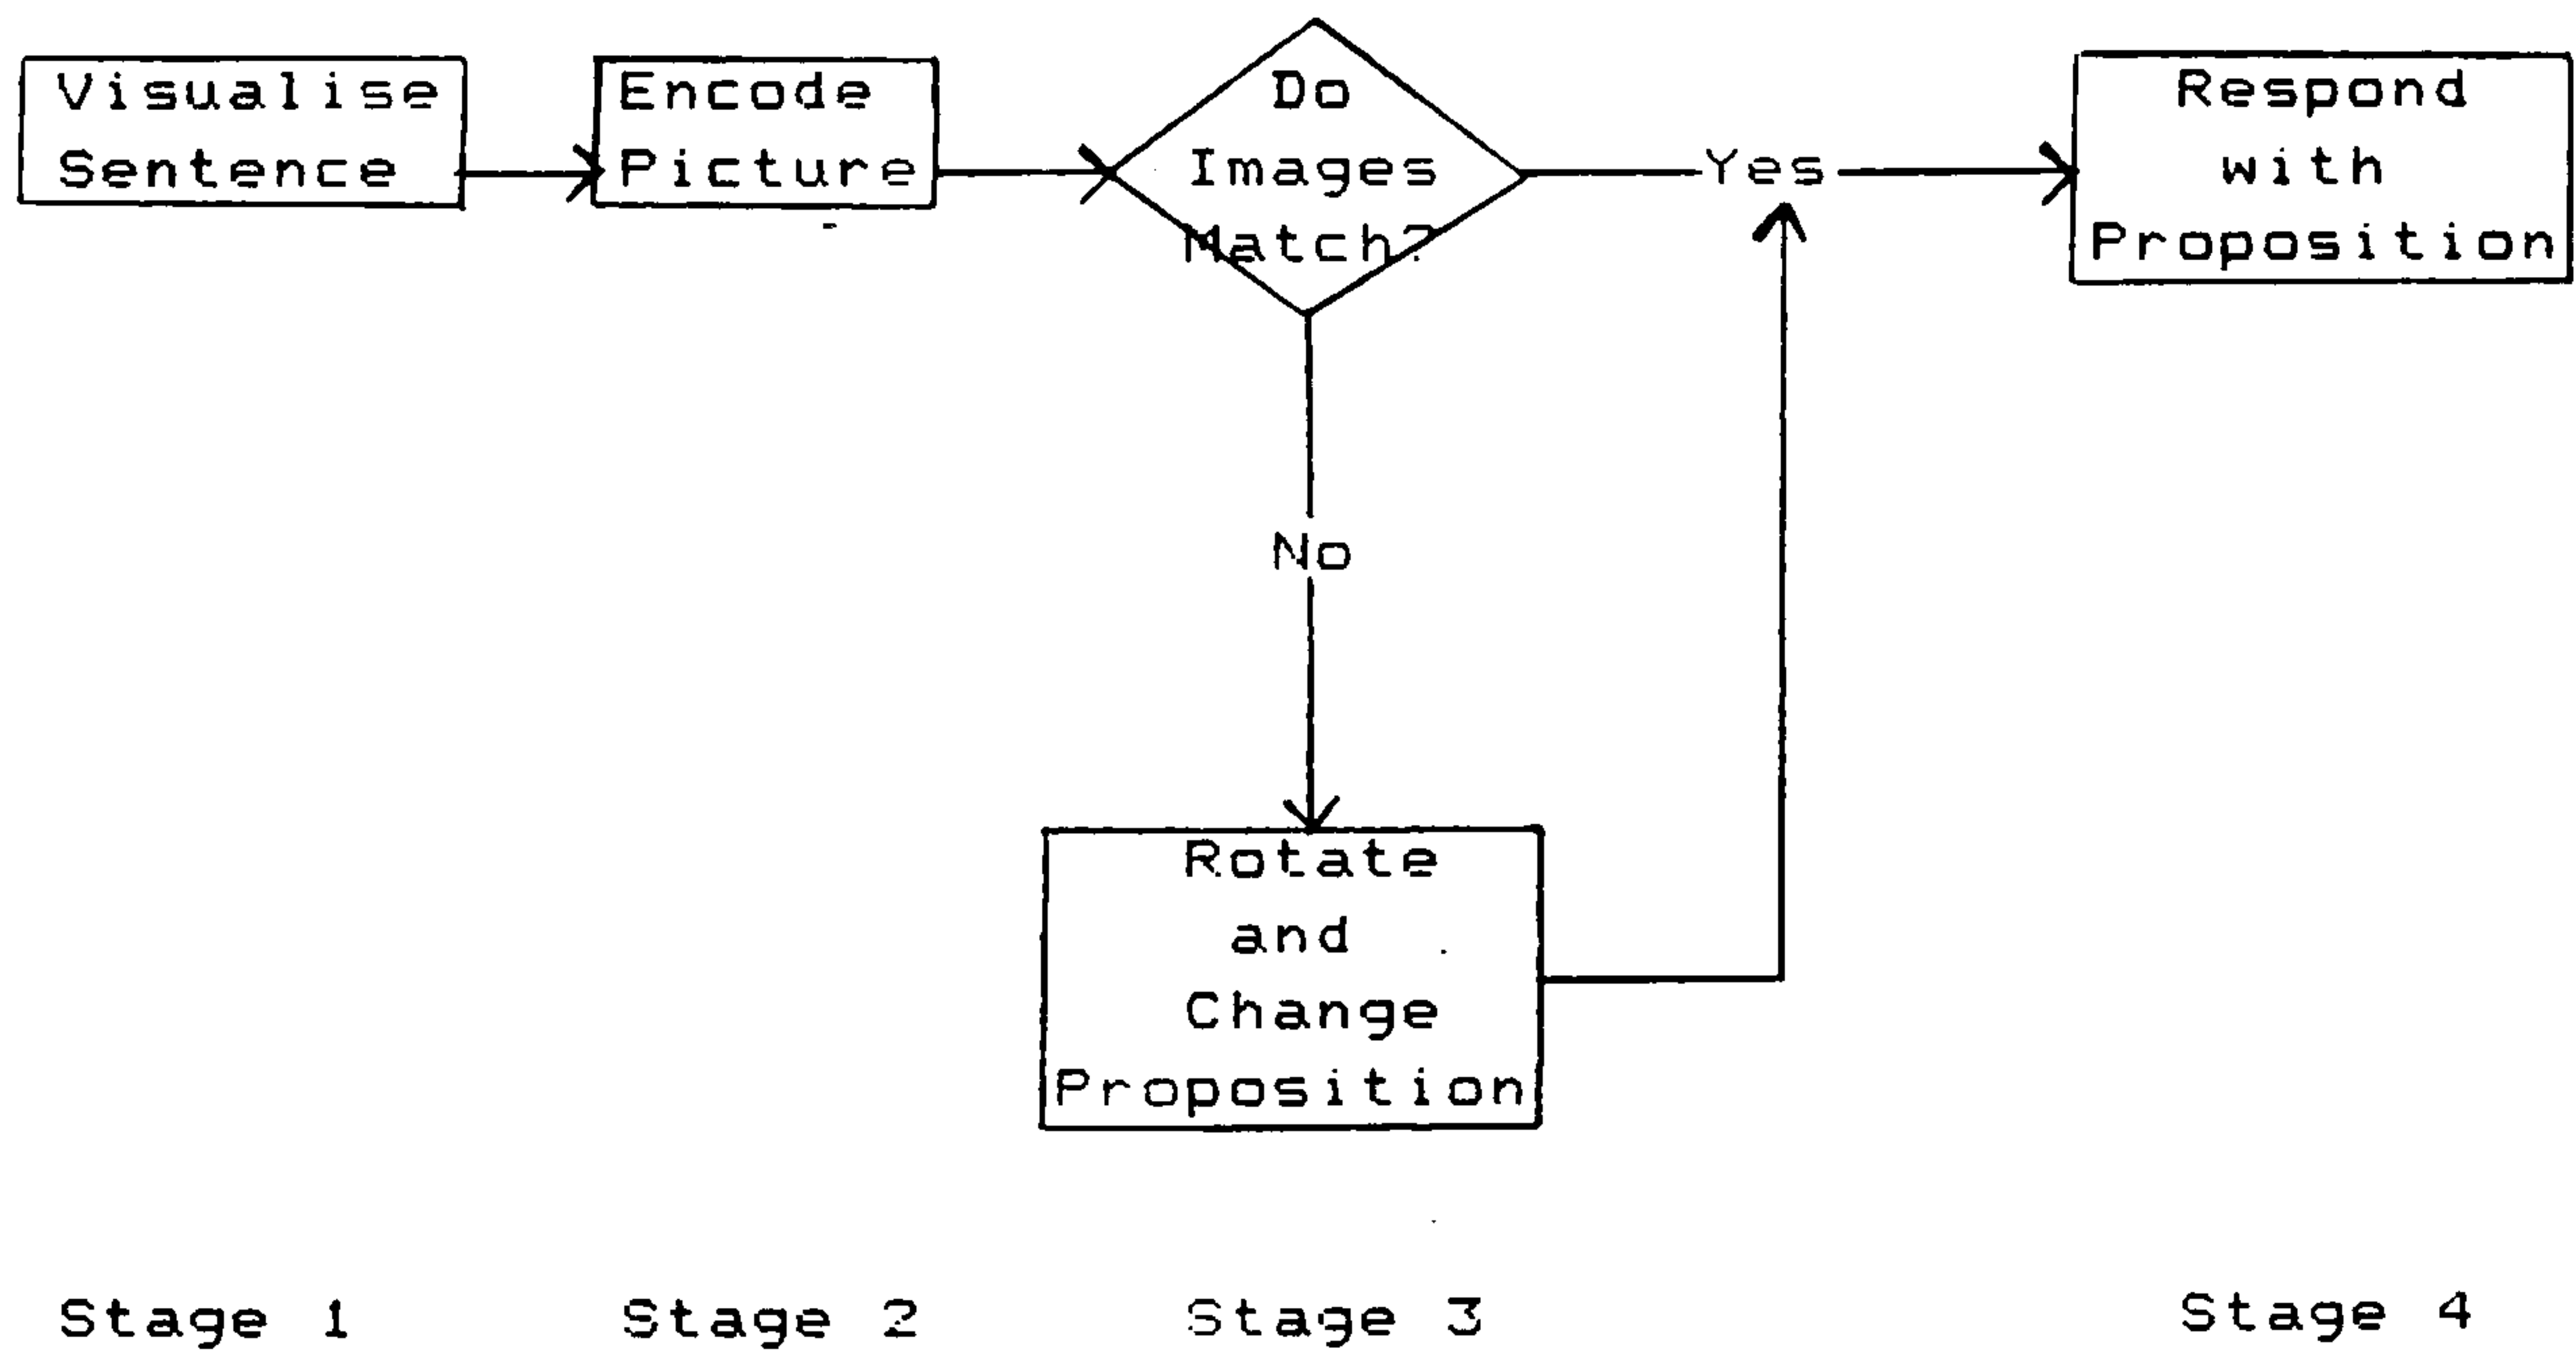 Visualise
Sentence
Encode
Picture
Do
Images
Match?
Yes
Respond
with
Proposition
No
Rotate
and
Change
Proposition
Stage 1
Stage 2
Stage 3
Stage 4